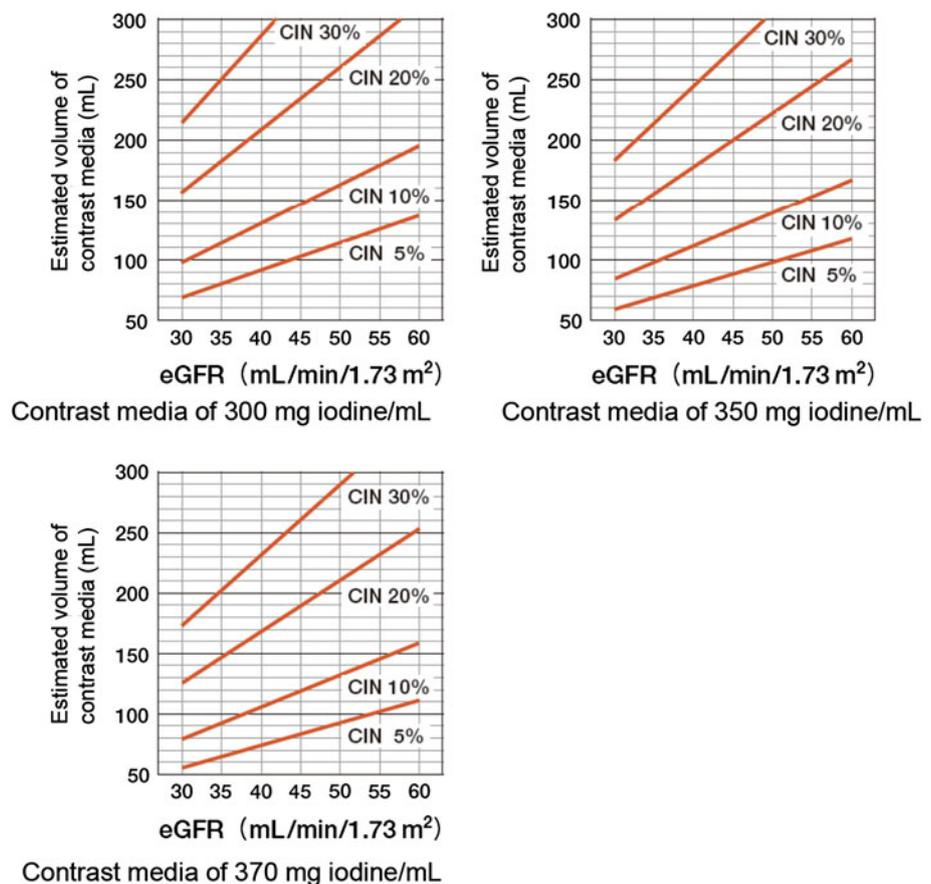 Estimated volume of
contrast media (mL)
300
250
200
150
100
50
CIN 30%
CIN 20%
CIN 10%
CIN 5%
30 35 40 45 50 55 60
eGFR (mL/min/1.73 m²)
Contrast media of 300 mg iodine/mL
Estimated volume of
contrast media (mL)
300
250
200
150
100
50
CIN 30%
CIN 20%
CIN 10%
CIN 5%
30 35 40 45 50 55 60
eGFR (mL/min/1.73 m²)
Contrast media of 350 mg iodine/mL
Estimated volume of
contrast media (mL)
300
250
200
150
100
50
CIN 30%
CIN 20%
CIN 10%
CIN 5%
30 35 40 45 50 55 60
eGFR (mL/min/1.73 m²)
Contrast media of 370 mg iodine/mL